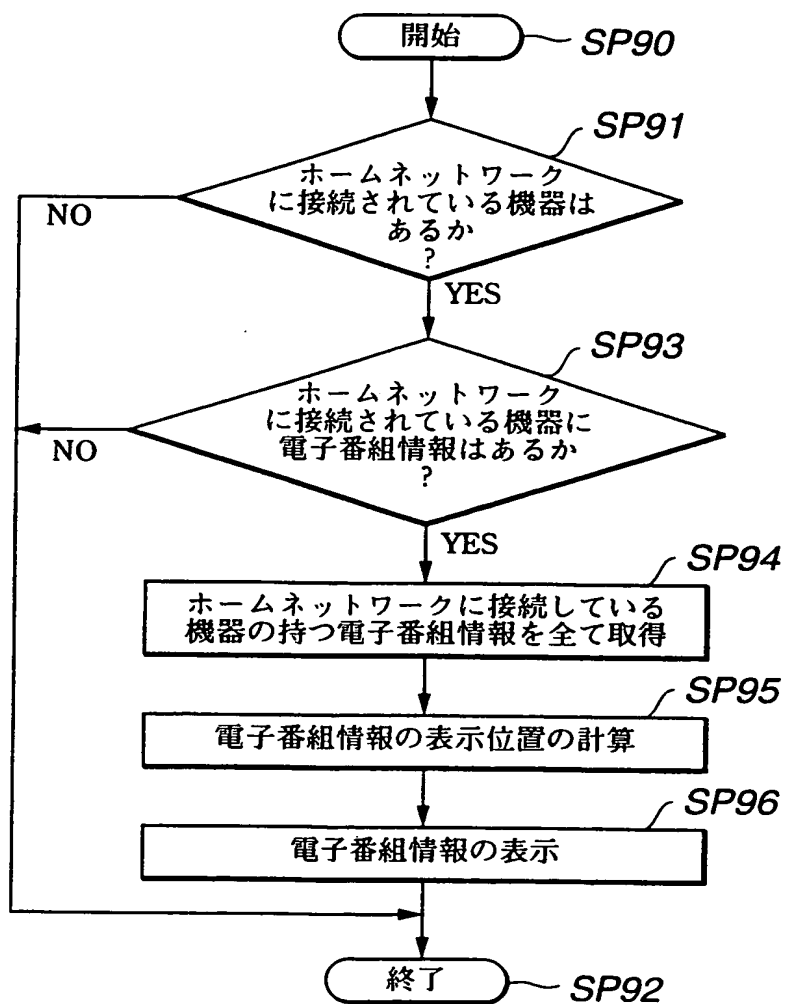 開始
SP90
SP91
ホームネットワーク
に接続されている機器は
あるか
?
NO
YES
SP93
ホームネットワーク
に接続されている機器に
電子番組情報はあるか
?
NO
YES
SP94
ホームネットワークに接続している
機器の持つ電子番組情報を全て取得
SP95
電子番組情報の表示位置の計算
SP96
電子番組情報の表示
終了
SP92